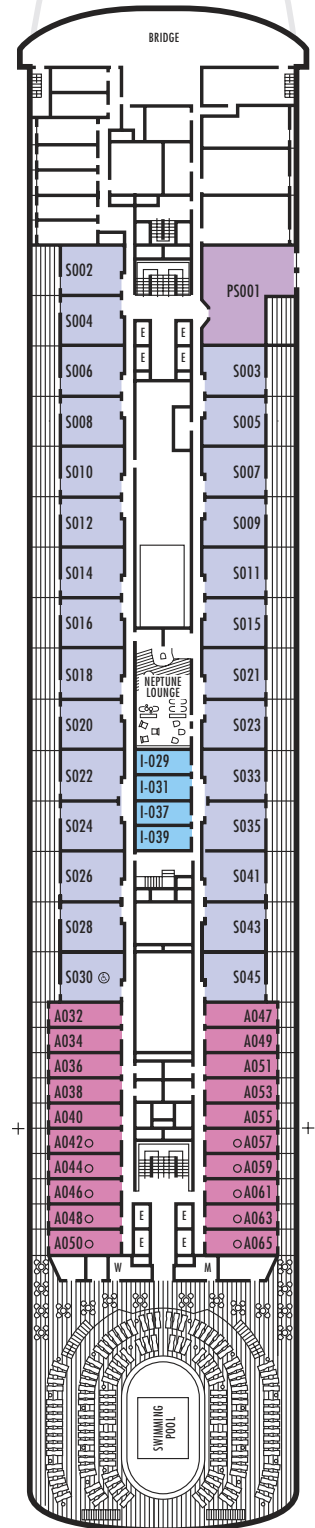 BRIDGE
S002
PS001
S004
E E
S006
E E
S003
S008
S005
S010
S007
S012
S009
S014
S011
S016
S015
S018
NEPTUNE
LOUNGE
S021
S020
S023
S022
I-029
S033
I-031
S024
I-037
S035
I-039
S026
S041
S028
S043
S030
S045
A032
A047
A034
A049
A036
A051
A038
A053
A040
A055
A042
A057
A044
A059
A046
A061
A048
E E
A063
A050
E E
A065
W
M
SWIMMING
POOL